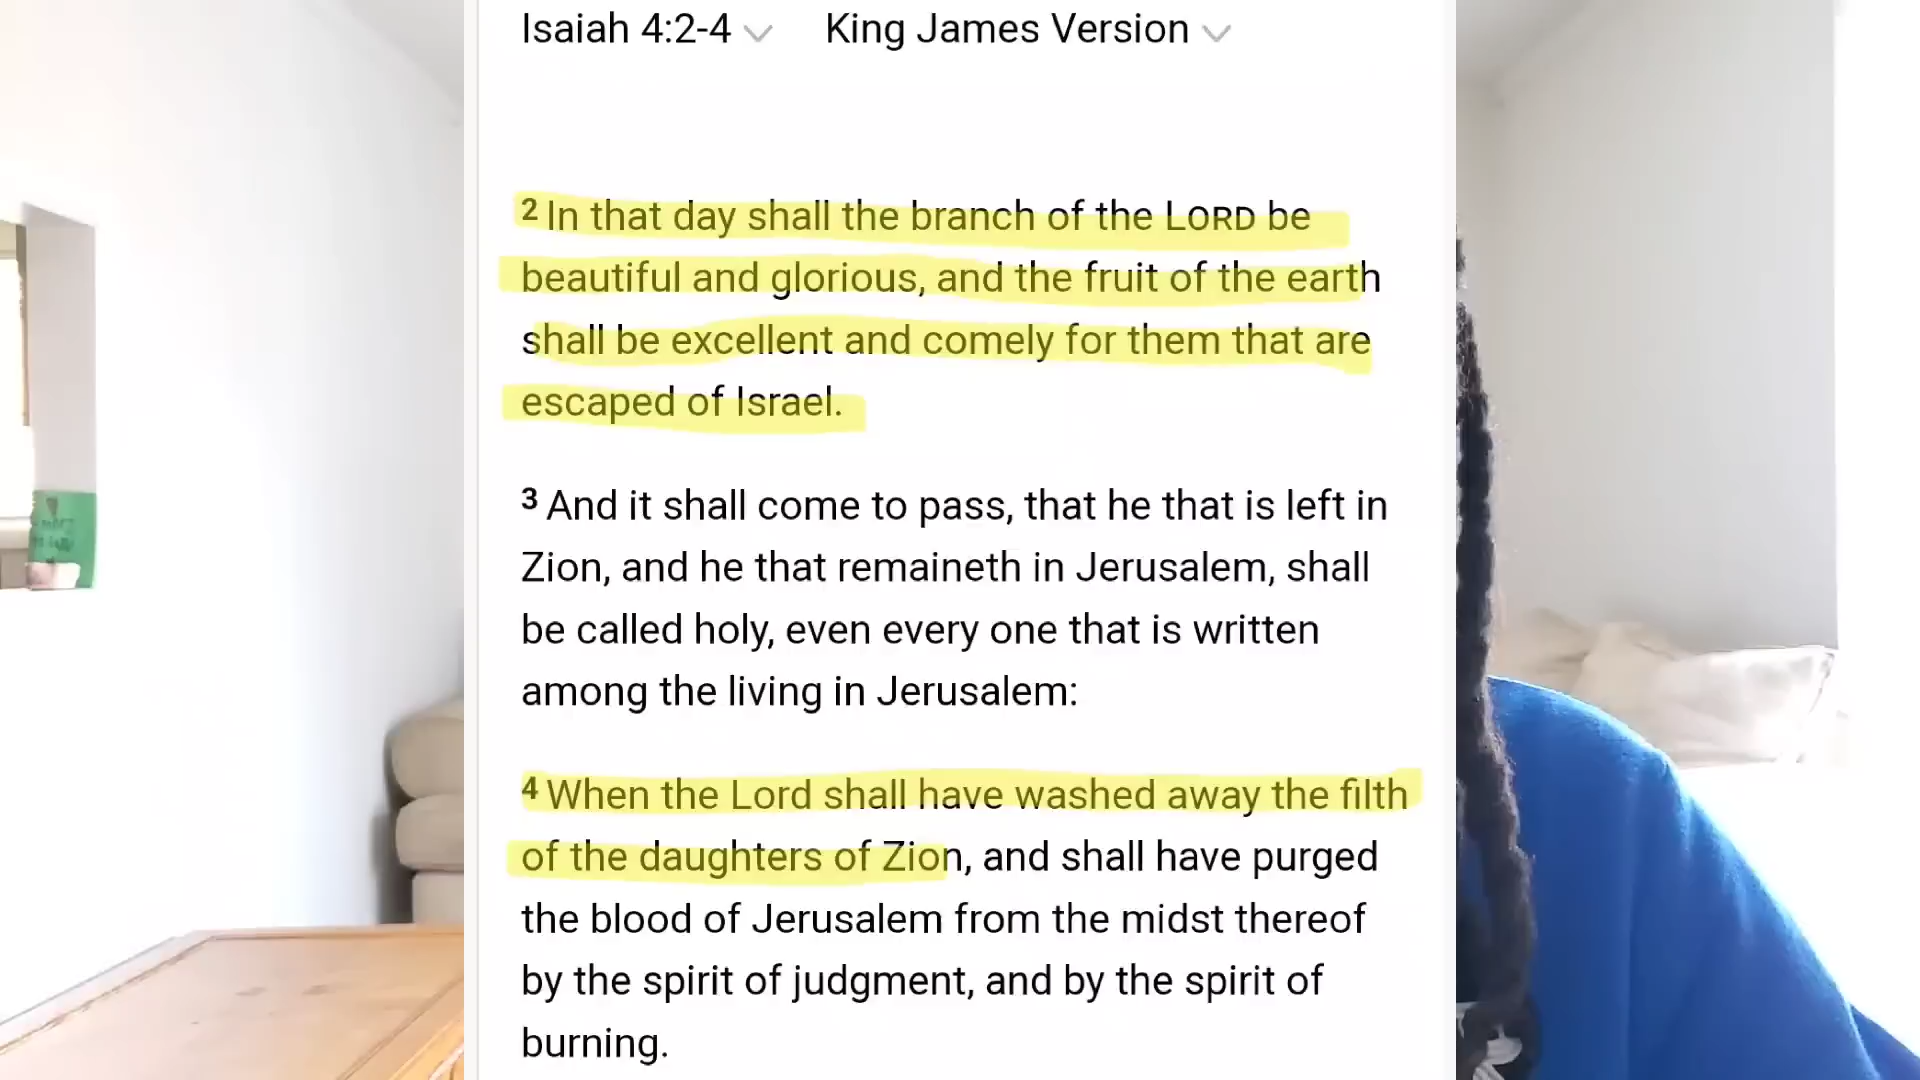 Isaiah 4:2-4 King James Version
2 In that day shall the branch of the LORD be
beautiful and glorious, and the fruit of the earth
shall be excellent and comely for them that are
escaped of Israel.
3 And it shall come to pass, that he that is left in
Zion, and he that remaineth in Jerusalem, shall
be called holy, even every one that is written
among the living in Jerusalem:
4 When the Lord shall have washed away the filth
of the daughters of Zion, and shall have purged
the blood of Jerusalem from the midst thereof
by the spirit of judgment, and by the spirit of
burning.